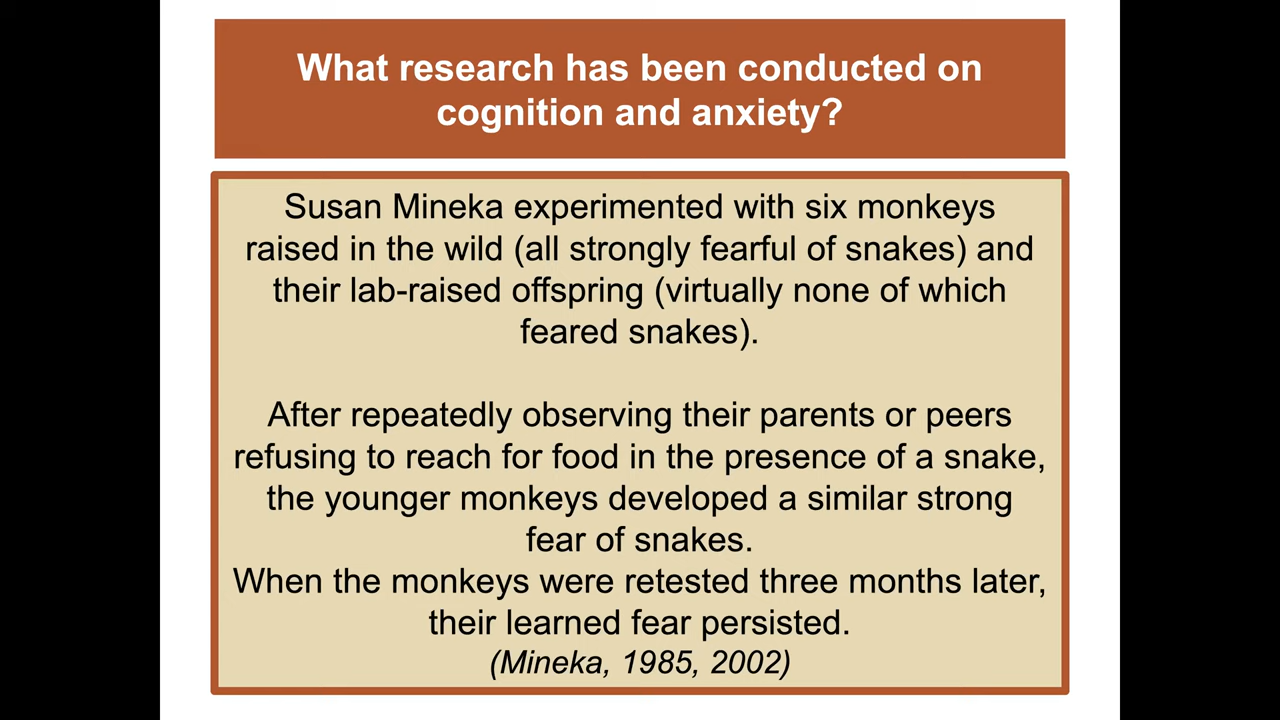 What research has been conducted on
cognition and anxiety?
Susan Mineka experimented with six monkeys
raised in the wild (all strongly fearful of snakes) and
their lab-raised offspring (virtually none of which
feared snakes).
After repeatedly observing their parents or peers
refusing to reach for food in the presence of a snake,
the younger monkeys developed a similar strong
fear of snakes.
When the monkeys were retested three months later,
their learned fear persisted.
(Mineka, 1985, 2002)